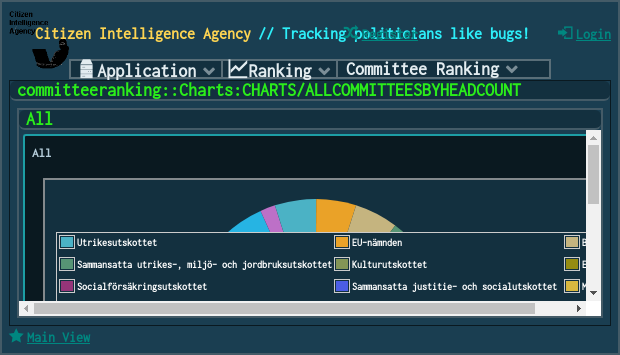 Citizen
Intelligence
Agency
Citizen Intelligence Agency // Tracking politicians like bugs!
Login
Application
Ranking
Committee Ranking
committeeranking::Charts:CHARTS/ALLCOMMITTEESBYHEADCOUNT
All
All
Utrikesutskottet
EU-nämnden
Sammansatta utrikes-, miljö- och jordbruksutskottet
Kulturutskottet
Socialförsäkringsutskottet
Sammansatta justitie- och socialutskottet
Main View